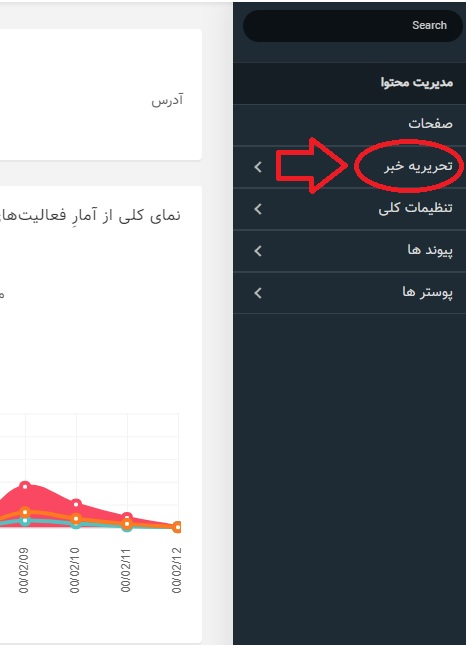 Search
مدیریت محتوا
صفحات
تحریریه خبر
تنظیمات کلی
پیوند ها
پوستر ها
آدرس
نمای کلی از آمارِ فعالیت‌های
00/02/09
00/02/10
00/02/11
00/02/12